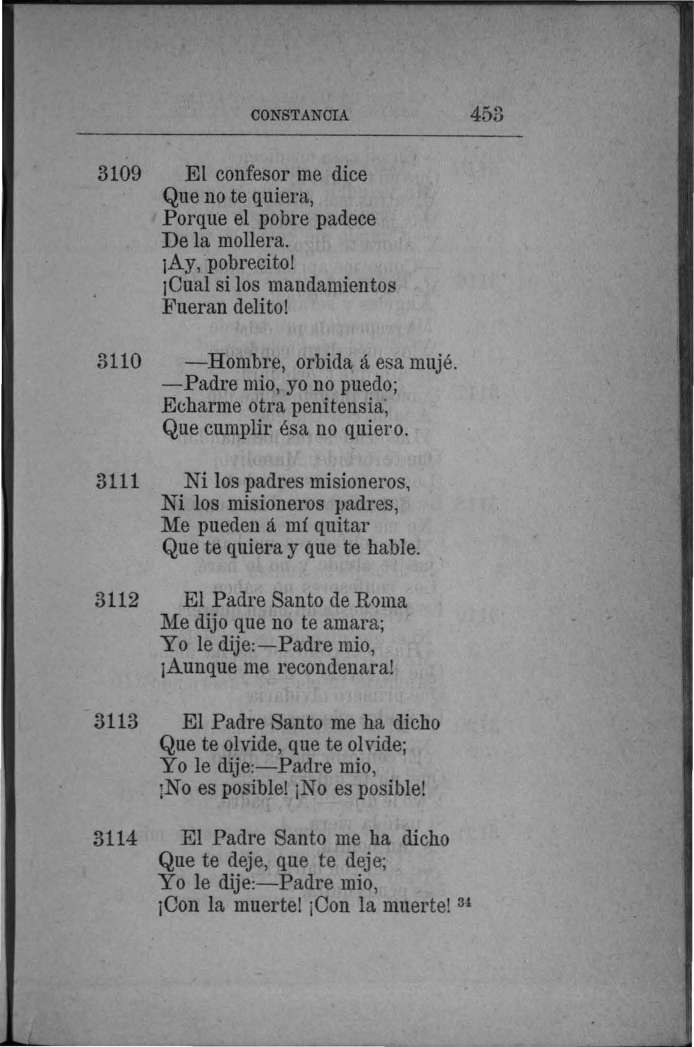 CONSTANCIA 453
3109 El confesor me dice
Que no te quiera,
Porque el pobre padece
De la mollera.
¡Ay, pobrecito!
¡Cual si los mandamientos
Fueran delito!
3110 —Hombre, orbida á esa mujé.
—Padre mio, yo no puedo;
Echarme otra penitensia,
Que cumplir ésa no quiero.
3111 Ni los padres misioneros,
Ni los misioneros padres,
Me pueden á mí quitar
Que te quiera y que te hable.
3112 El Padre Santo de Roma
Me dijo que no te amara;
Yo le dije:—Padre mio,
¡Aunque me recondenara!
3113 El Padre Santo me ha dicho
Que te olvide, que te olvide;
Yo le dije:—Padre mio,
¡No es posible! ¡No es posible!
3114 El Padre Santo me ha dicho
Que te deje, que te deje;
Yo le dije:—Padre mio,
¡Con la muerte! ¡Con la muerte! ³⁴